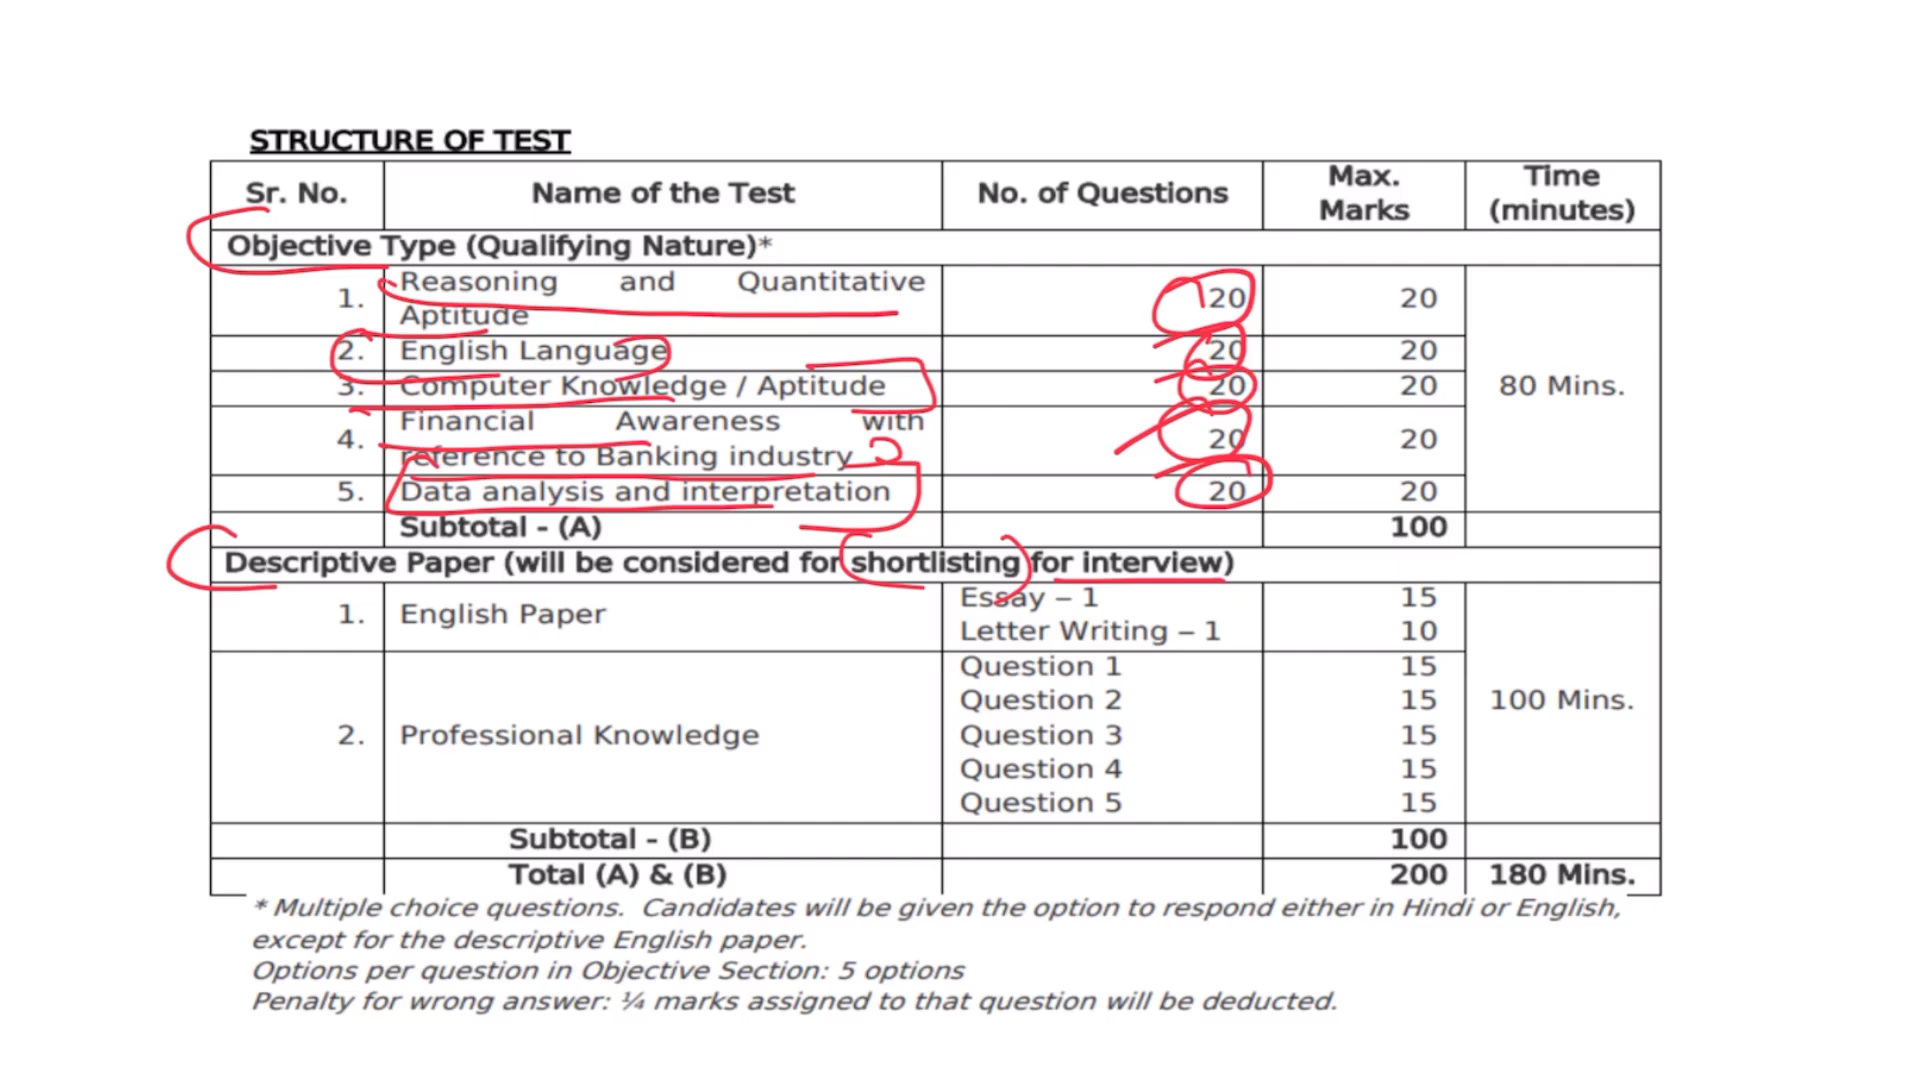 STRUCTURE OF TEST
Sr. No. Name of the Test No. of Questions Max. Marks Time (minutes)
Objective Type (Qualifying Nature)*
1. Reasoning and Quantitative Aptitude 20 20 80 Mins.
2. English Language 20 20
3. Computer Knowledge / Aptitude 20 20
4. Financial Awareness with reference to Banking industry 20 20
5. Data analysis and interpretation 20 20
Subtotal - (A) 100
Descriptive Paper (will be considered for shortlisting for interview)
1. English Paper Essay – 1 15 100 Mins.
Letter Writing – 1 10
2. Professional Knowledge Question 1 15
Question 2 15
Question 3 15
Question 4 15
Question 5 15
Subtotal - (B) 100
Total (A) & (B) 200 180 Mins.
* Multiple choice questions. Candidates will be given the option to respond either in Hindi or English,
except for the descriptive English paper.
Options per question in Objective Section: 5 options
Penalty for wrong answer: ¼ marks assigned to that question will be deducted.